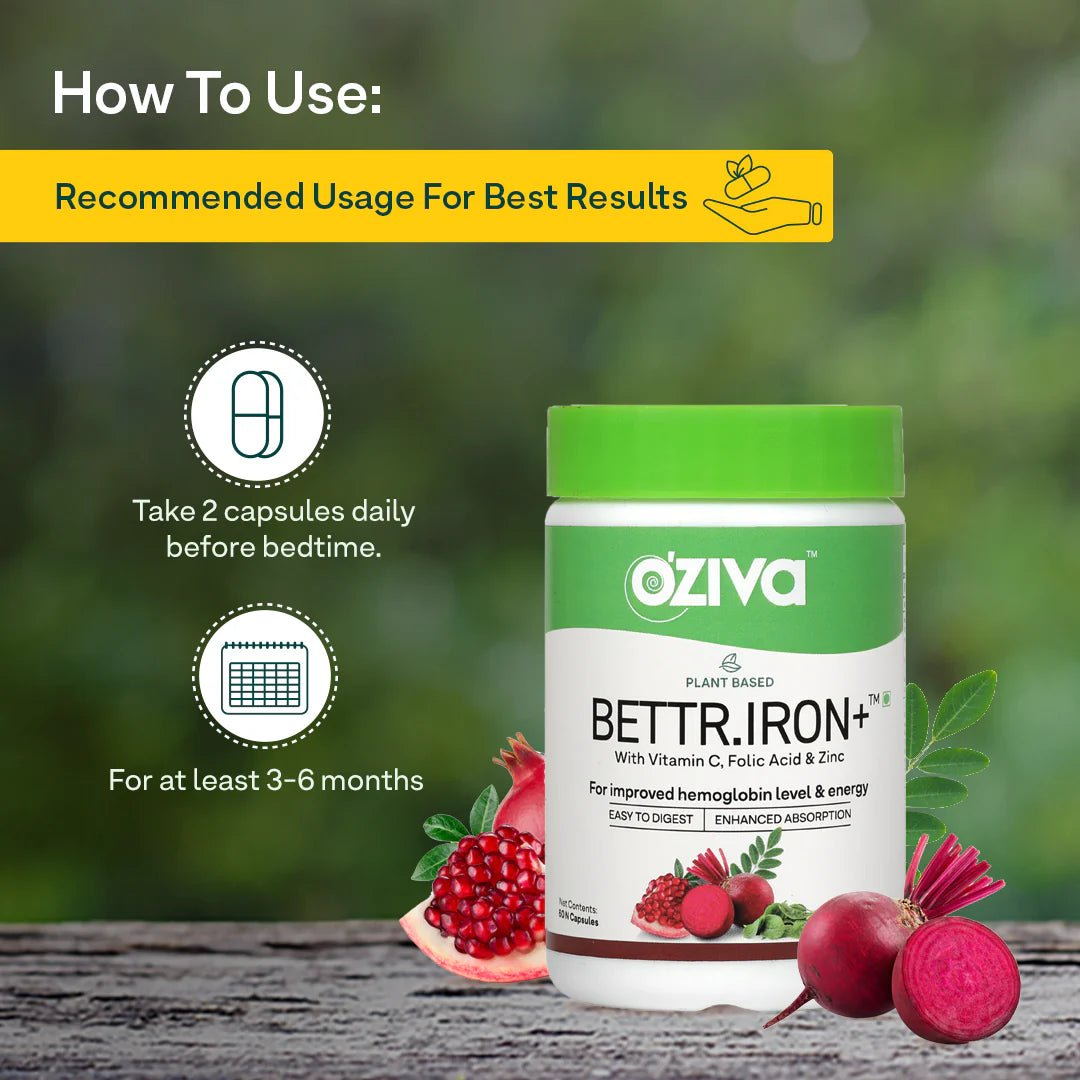 How To Use:
Recommended Usage For Best Results
Take 2 capsules daily
before bedtime.
For at least 3-6 months
O'ZIVA™
PLANT BASED
BETTR.IRON+™
With Vitamin C, Folic Acid & Zinc
For improved hemoglobin level & energy
EASY TO DIGEST
ENHANCED ABSORPTION
Net Contents:
60 N Capsules